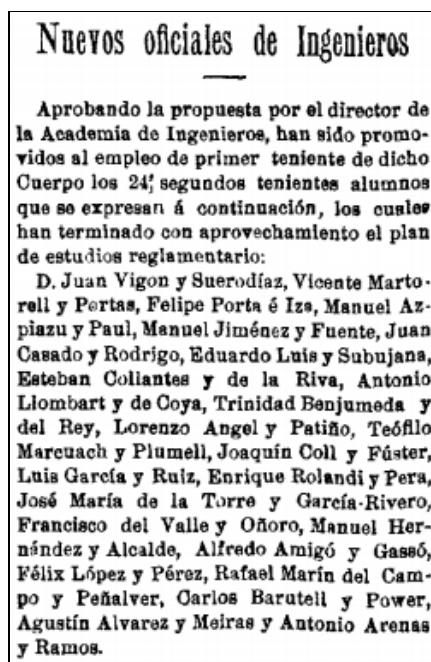 Nuevos oficiales de Ingenieros
Aprobando la propuesta por el director de
la Academia de Ingenieros, han sido promo-
vidos al empleo de primer teniente de dicho
Cuerpo los 24 segundos tenientes alumnos
que se expresan á continuación, los cuales
han terminado con aprovechamiento el plan
de estudios reglamentario:
D. Juan Vigon y Suerodíaz, Vicente Marto-
rell y Portas, Felipe Porta é Iza, Manuel Az-
piazu y Paul, Manuel Jiménez y Fuente, Juan
Casado y Rodrigo, Eduardo Luis y Subujana,
Esteban Collantes y de la Riva, Antonio
Llombart y de Coya, Trinidad Benjumeda y
del Rey, Lorenzo Angel y Patiño, Teófilo
Marcuach y Plumell, Joaquín Coll y Fúster,
Luis García y Ruiz, Enrique Rolandi y Pera,
José María de la Torre y García-Rivero,
Francisco del Valle y Oñoro, Manuel Her-
nández y Alcalde, Alfredo Amigó y Gassó,
Félix López y Pérez, Rafael Marín del Cam-
po y Peñalver, Carlos Barutell y Power,
Agustín Alvarez y Meiras y Antonio Arenas
y Ramos.